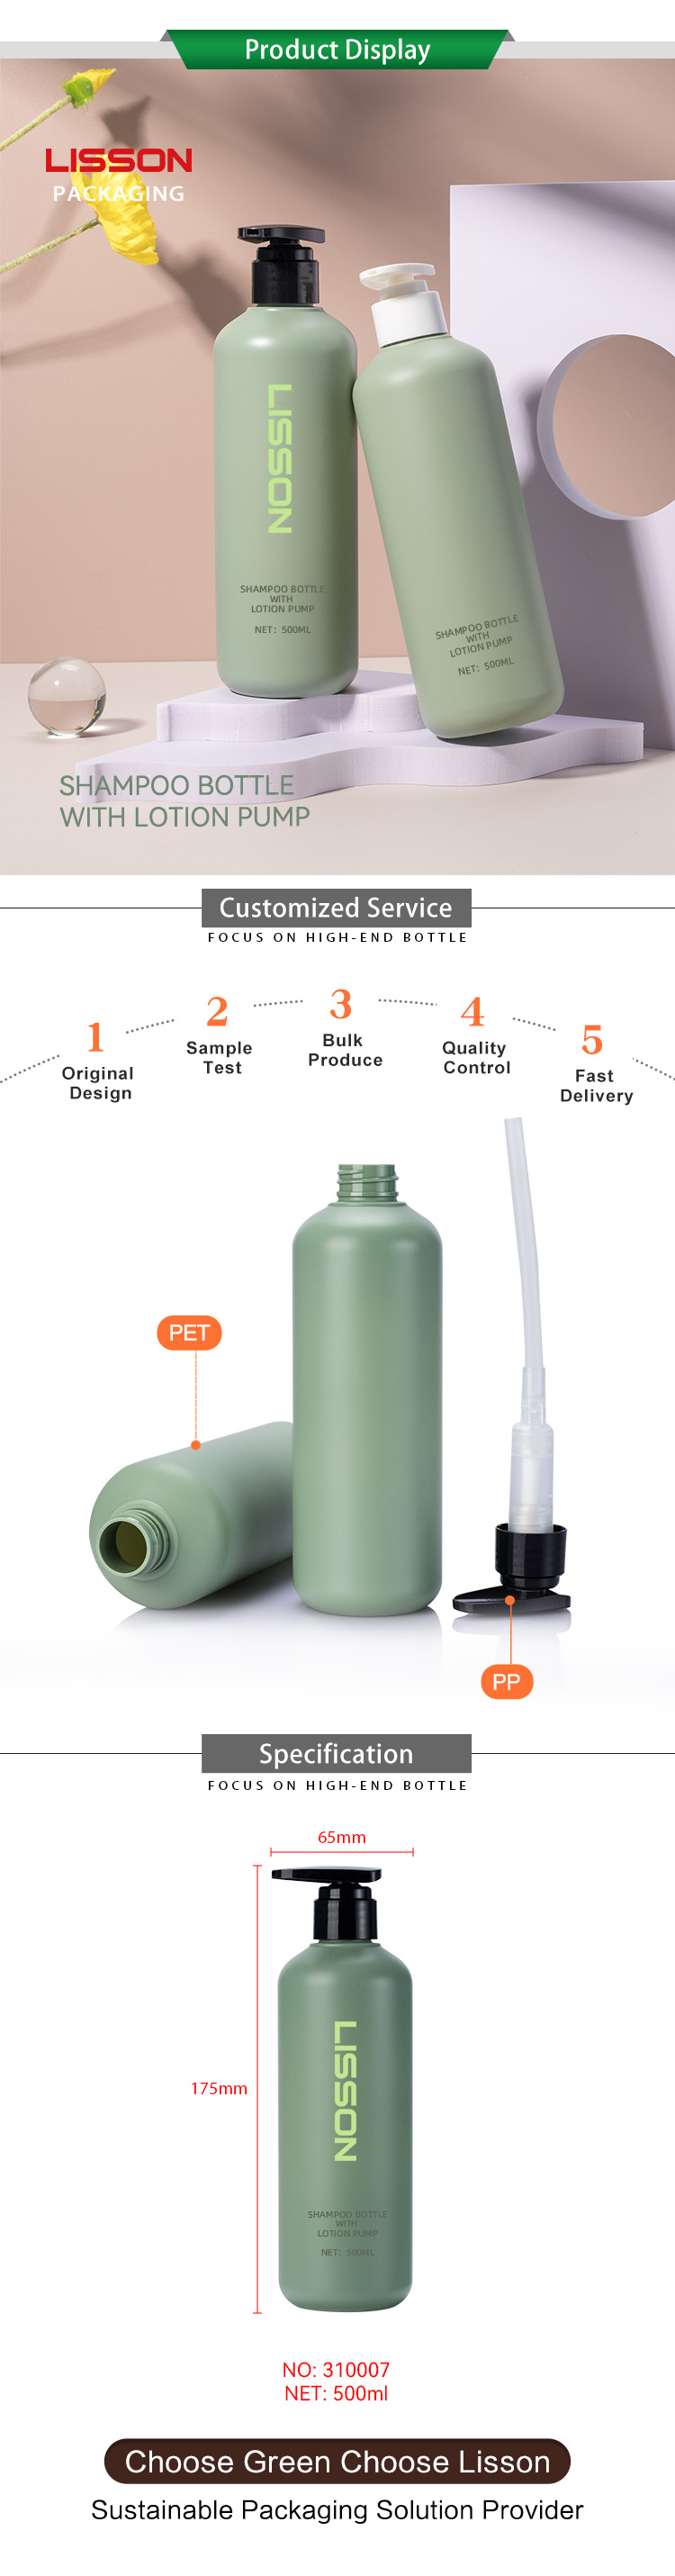 Product Display
LISSON
PACKAGING
LISSON
SHAMPOO BOTTLE
WITH
LOTION PUMP
NET: 500ML
SHAMPOO BOTTLE
WITH
LOTION PUMP
NET: 500ML
SHAMPOO BOTTLE
WITH LOTION PUMP
Customized Service
FOCUS ON HIGH-END BOTTLE
1
Original
Design
2
Sample
Test
3
Bulk
Produce
4
Quality
Control
5
Fast
Delivery
PET
PP
Specification
FOCUS ON HIGH-END BOTTLE
65mm
175mm
LISSON
SHAMPOO BOTTLE
WITH
LOTION PUMP
NET: 500ML
NO: 310007
NET: 500ml
Choose Green Choose Lisson
Sustainable Packaging Solution Provider